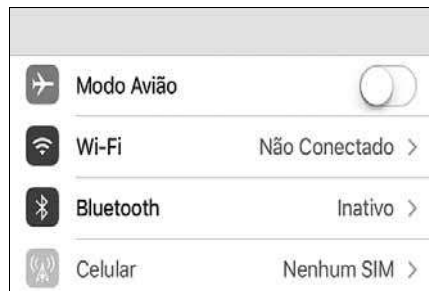 Modo Avião
Wi-Fi Não Conectado >
Bluetooth Inativo >
Celular Nenhum SIM >